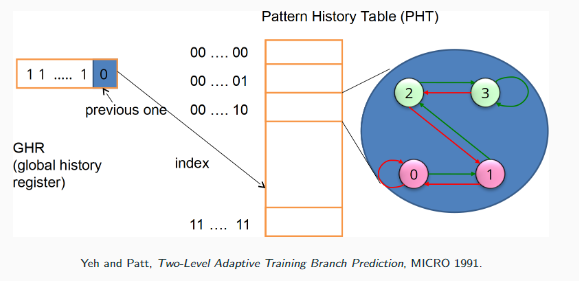 Pattern History Table (PHT)
00 .... 00
1 1 ..... 1 0
00 .... 01
previous one
00 .... 10
2
3
GHR
(global history
register)
index
0
1
11 .... 11
Yeh and Patt, Two-Level Adaptive Training Branch Prediction, MICRO 1991.